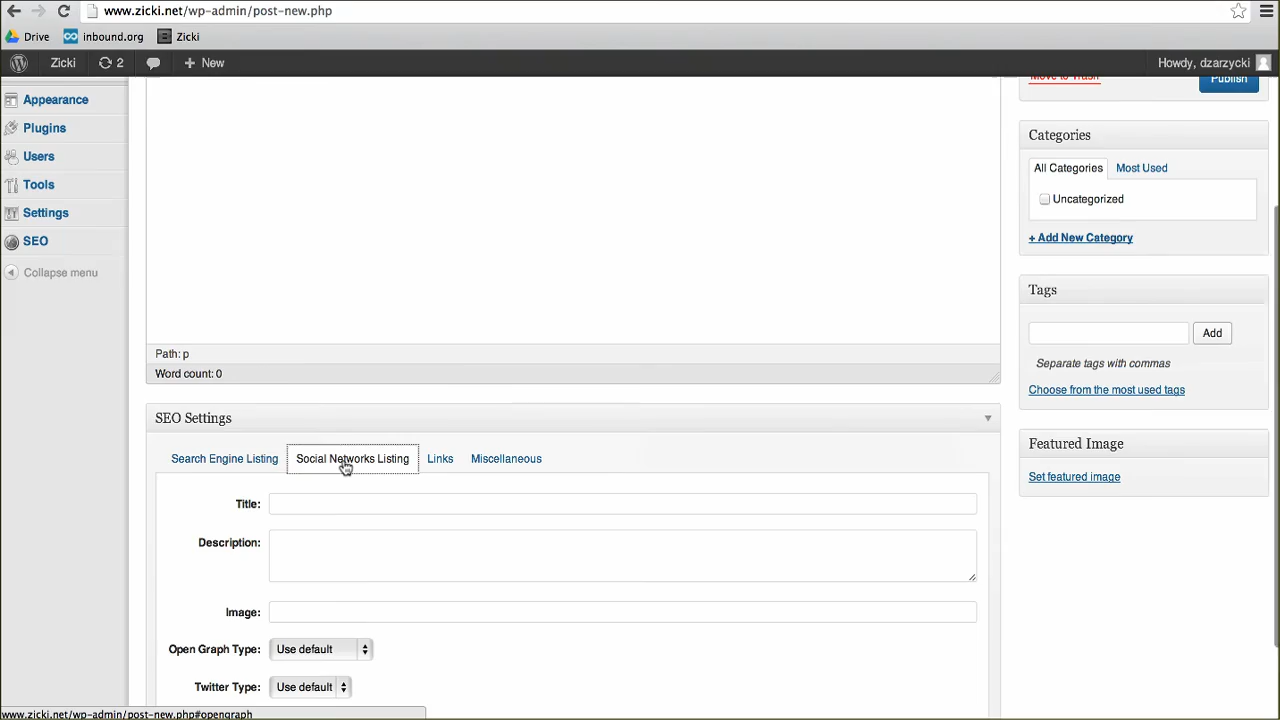 www.zicki.net/wp-admin/post-new.php
Drive inbound.org Zicki
Zicki 2 New Howdy, dzarzycki
Appearance
Plugins
Users
Tools
Settings
SEO
Collapse menu
Path: p
Word count: 0
SEO Settings
Search Engine Listing Social Networks Listing Links Miscellaneous
Title:
Description:
Image:
Open Graph Type: Use default
Twitter Type: Use default
Move to Trash Publish
Categories
All Categories Most Used
Uncategorized
+ Add New Category
Tags
Add
Separate tags with commas
Choose from the most used tags
Featured Image
Set featured image
www.zicki.net/wp-admin/post-new.php#opengraph